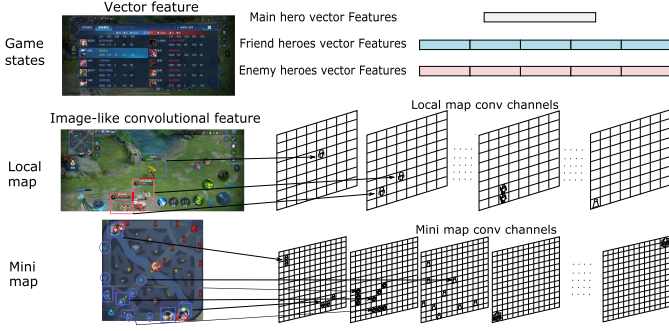 Vector feature
Main hero vector Features
Game
states
Friend heroes vector Features
Enemy heroes vector Features
Image-like convolutional feature
Local map conv channels
Local
map
Mini map conv channels
Mini
map